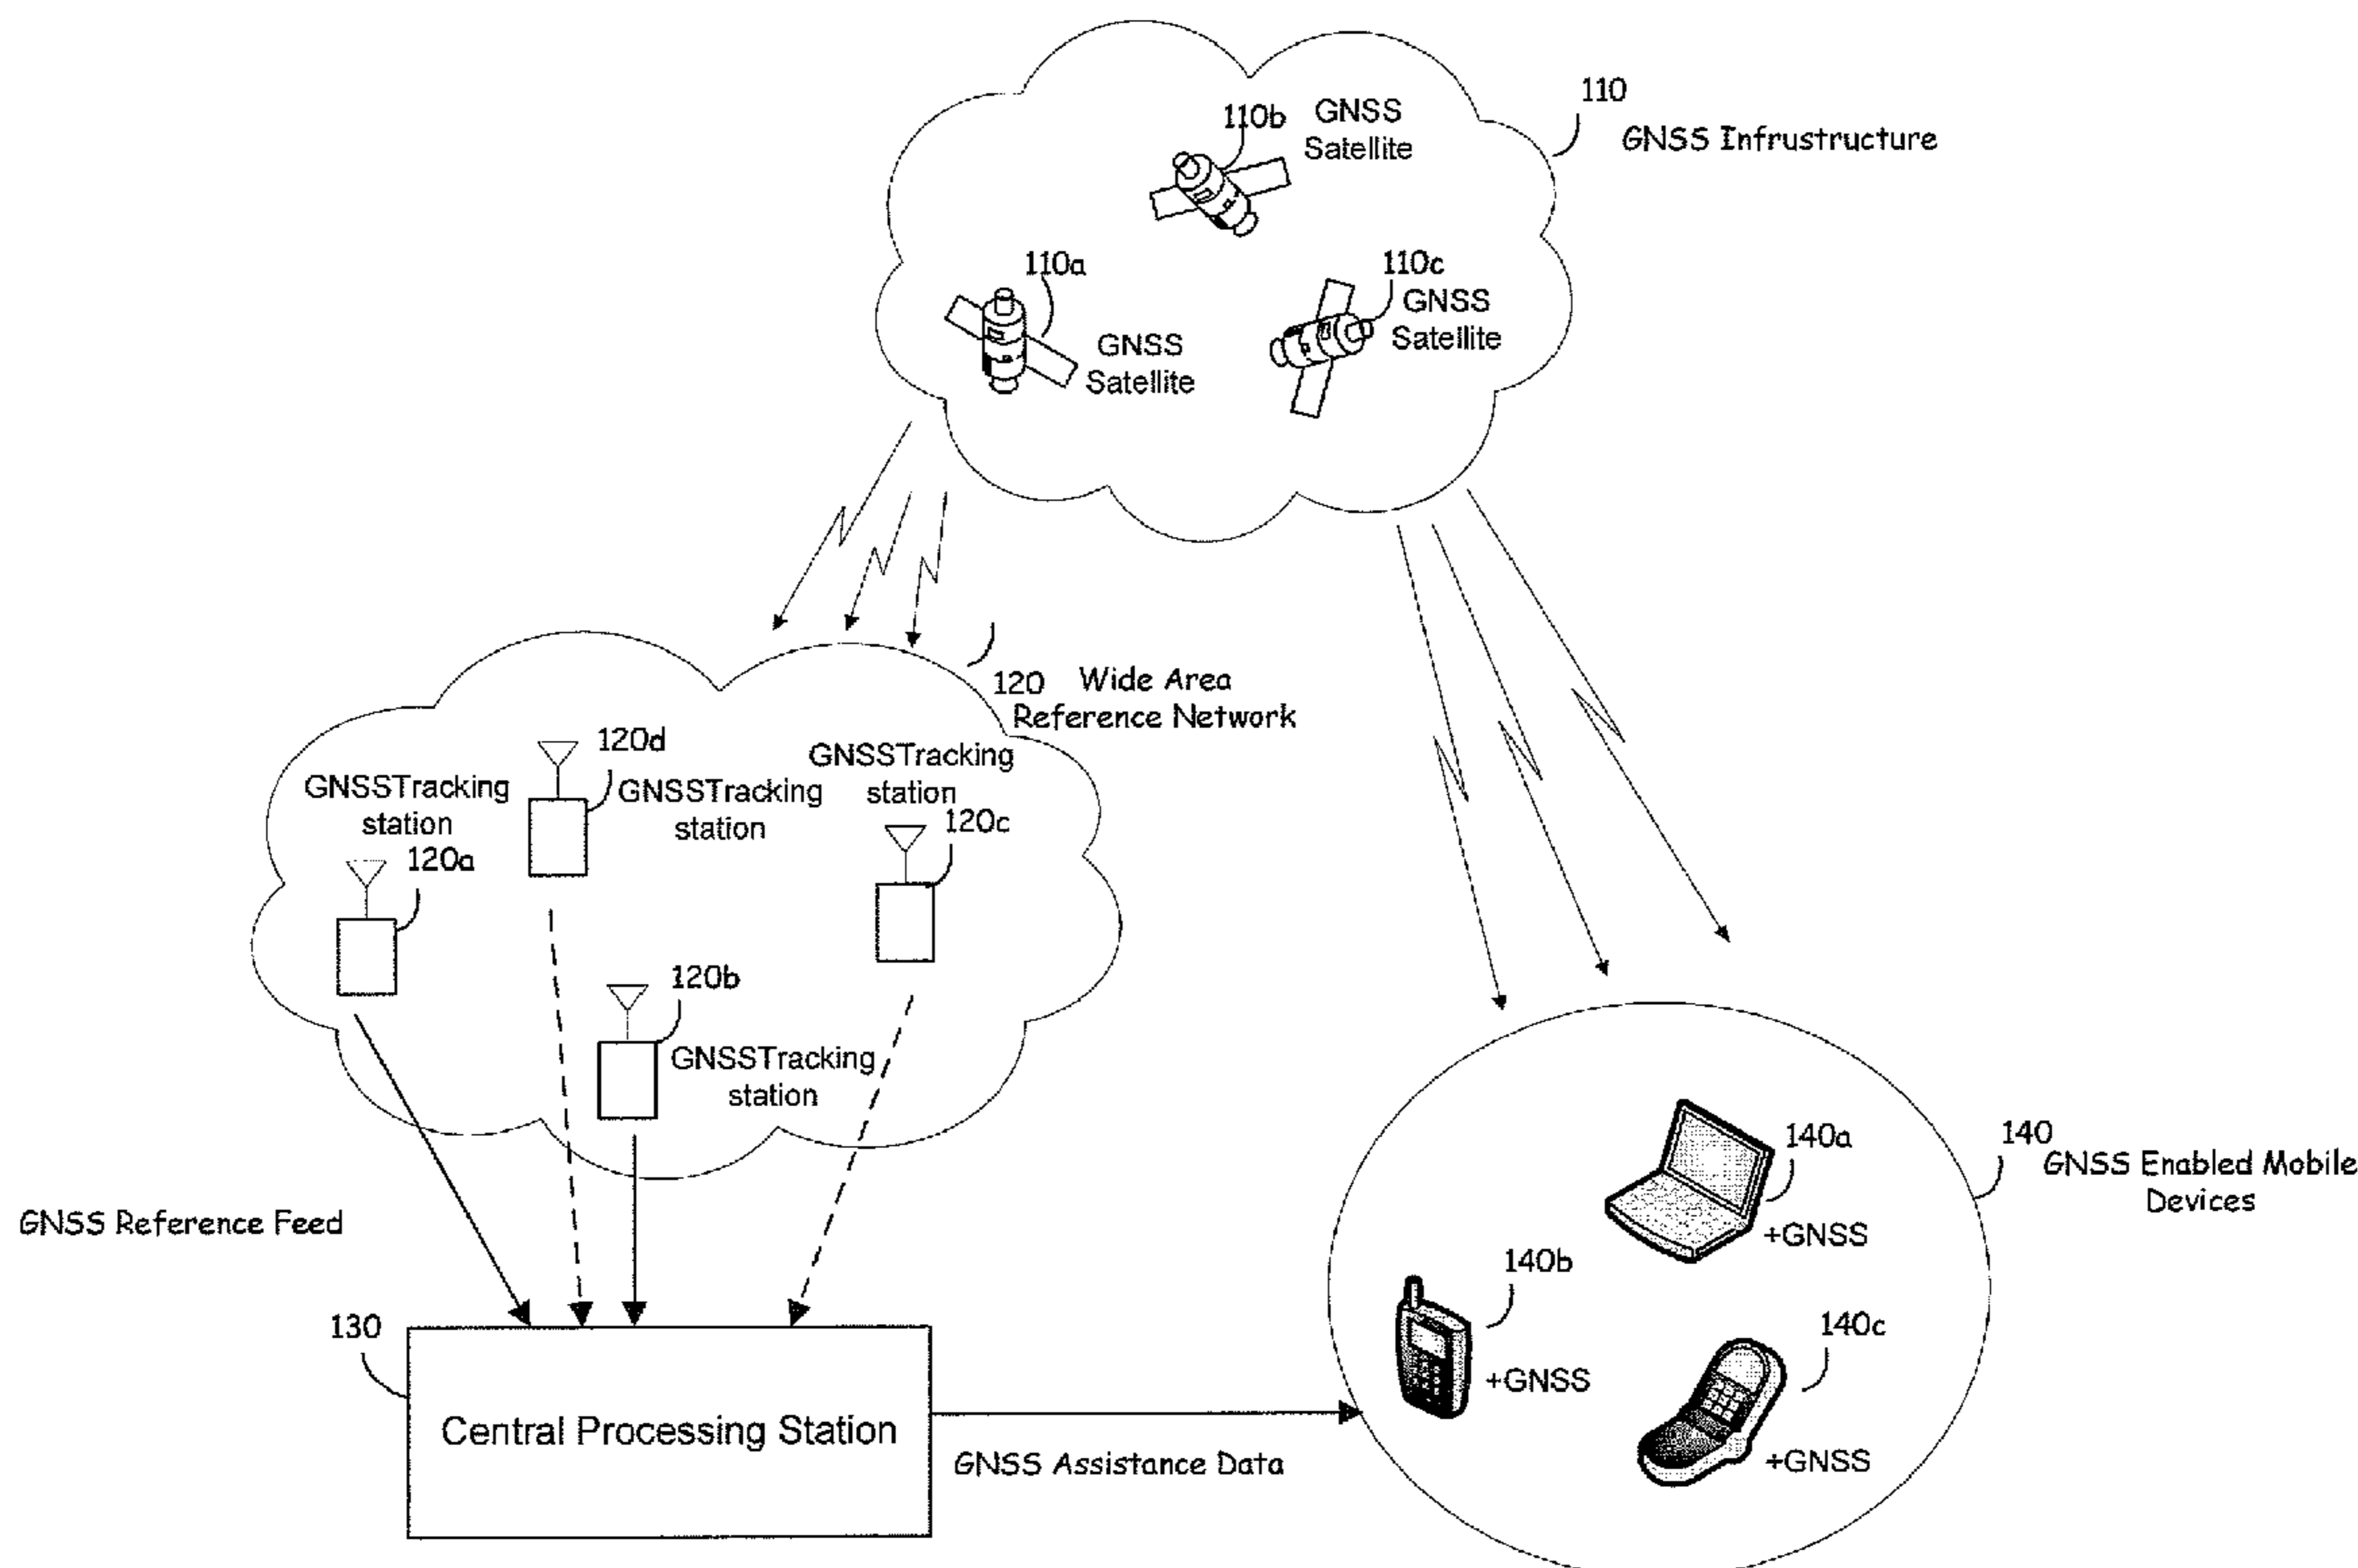 110
GNSS Infrustructure
110b
GNSS
Satellite
110a
GNSS
Satellite
110c
GNSS
Satellite
120 Wide Area
Reference Network
120d
GNSSTracking
station
GNSSTracking
station
120a
GNSSTracking
station
120c
120b
GNSSTracking
station
GNSS Reference Feed
130
Central Processing Station
GNSS Assistance Data
140
GNSS Enabled Mobile
Devices
140a
+GNSS
140b
+GNSS
140c
+GNSS